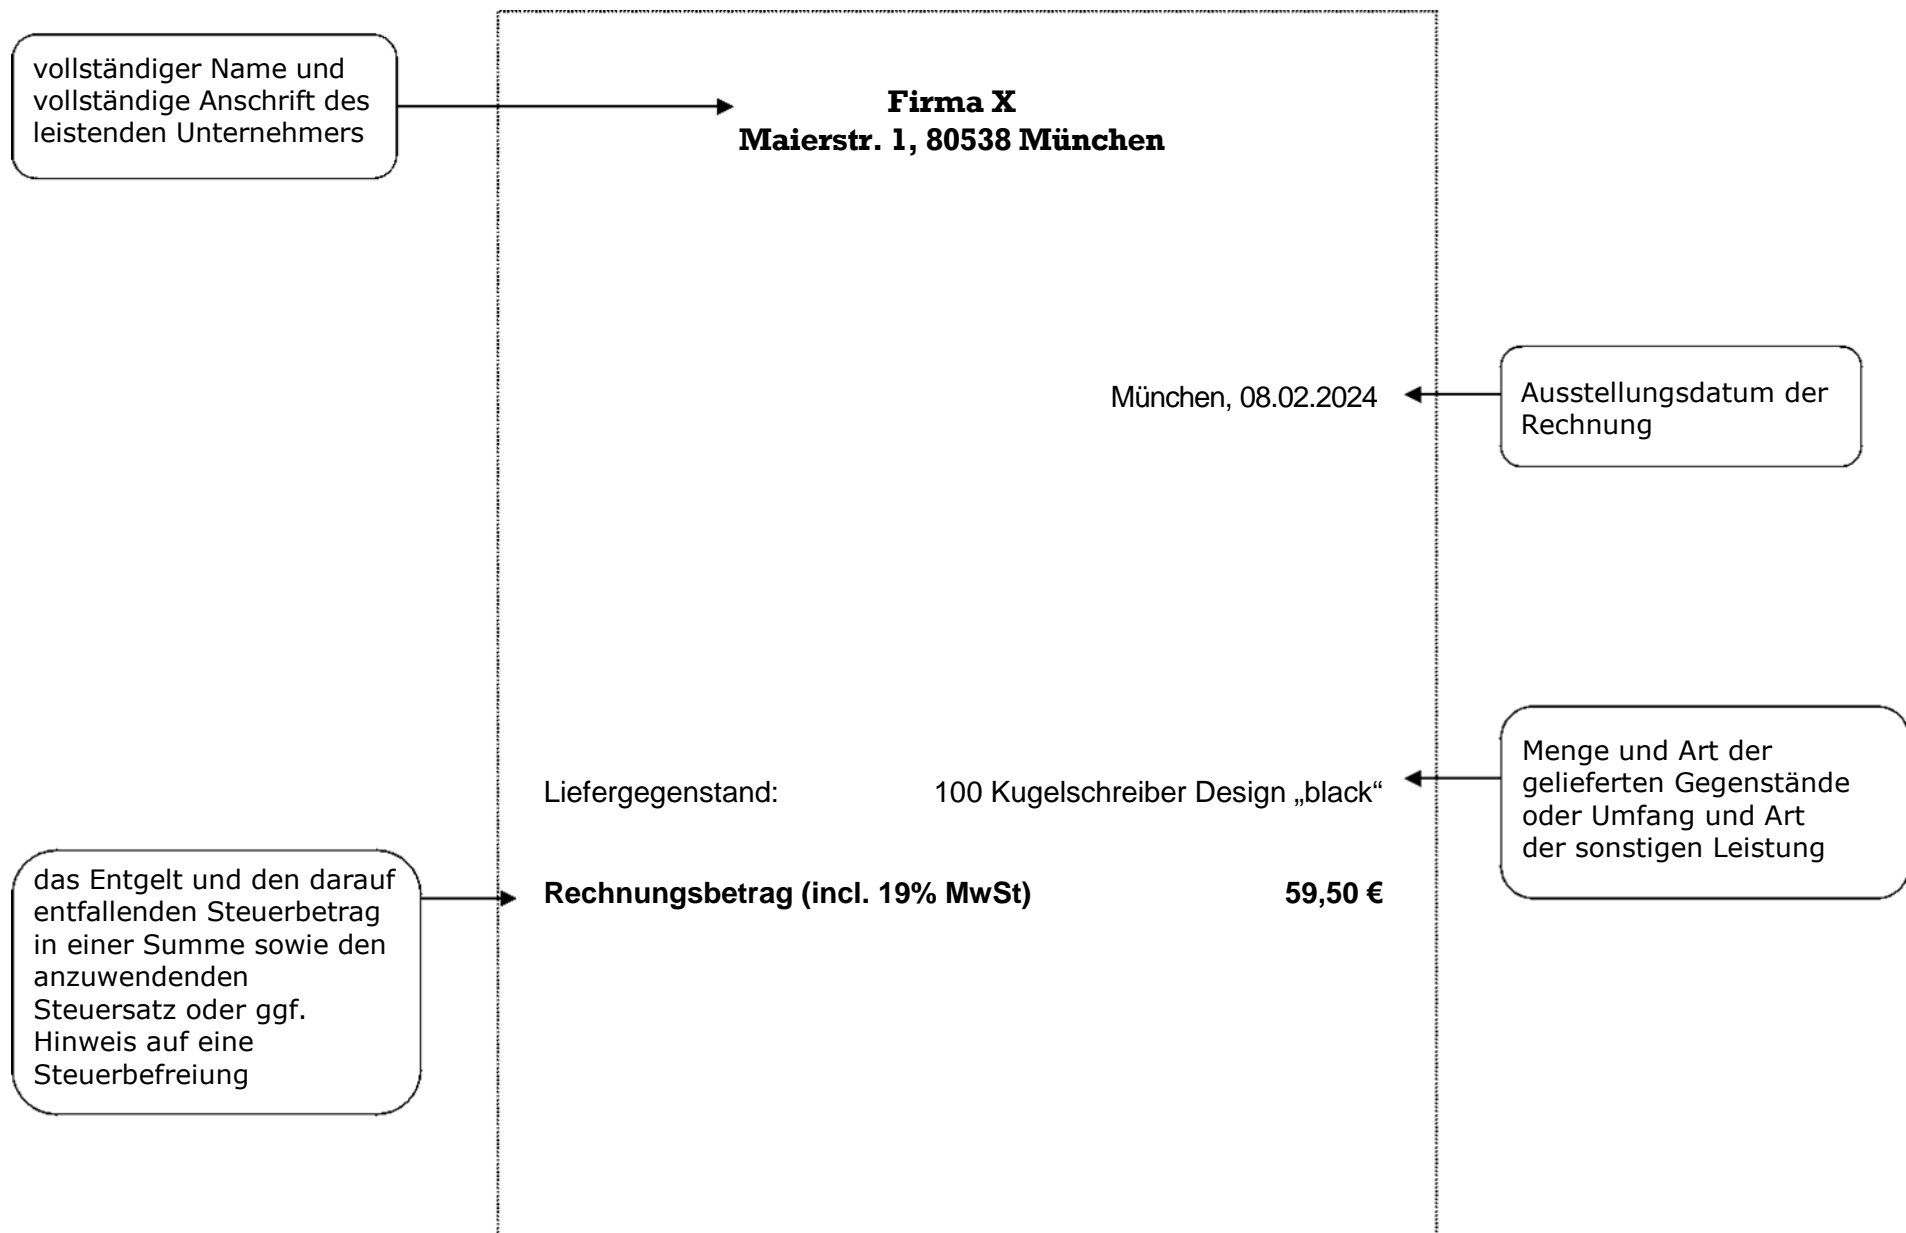 vollständiger Name und
vollständige Anschrift des
leistenden Unternehmers
Firma X
Maierstr. 1, 80538 München
München, 08.02.2024
Ausstellungsdatum der
Rechnung
Liefergegenstand: 100 Kugelschreiber Design „black“
Menge und Art der
gelieferten Gegenstände
oder Umfang und Art
der sonstigen Leistung
das Entgelt und den darauf
entfallenden Steuerbetrag
in einer Summe sowie den
anzuwendenden
Steuersatz oder ggf.
Hinweis auf eine
Steuerbefreiung
Rechnungsbetrag (incl. 19% MwSt) 59,50 €